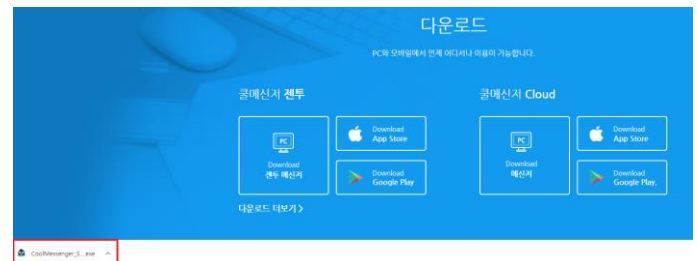 다운로드
PC와 모바일에서 언제 어디서나 이용이 가능합니다.
쿨메신저 젠투
PC
Download
젠투 메신저
Download
App Store
Download
Google Play
다운로드 더보기 >
쿨메신저 Cloud
PC
Download
메신저
Download
App Store
Download
Google Play.
CoolMessenger_S....exe